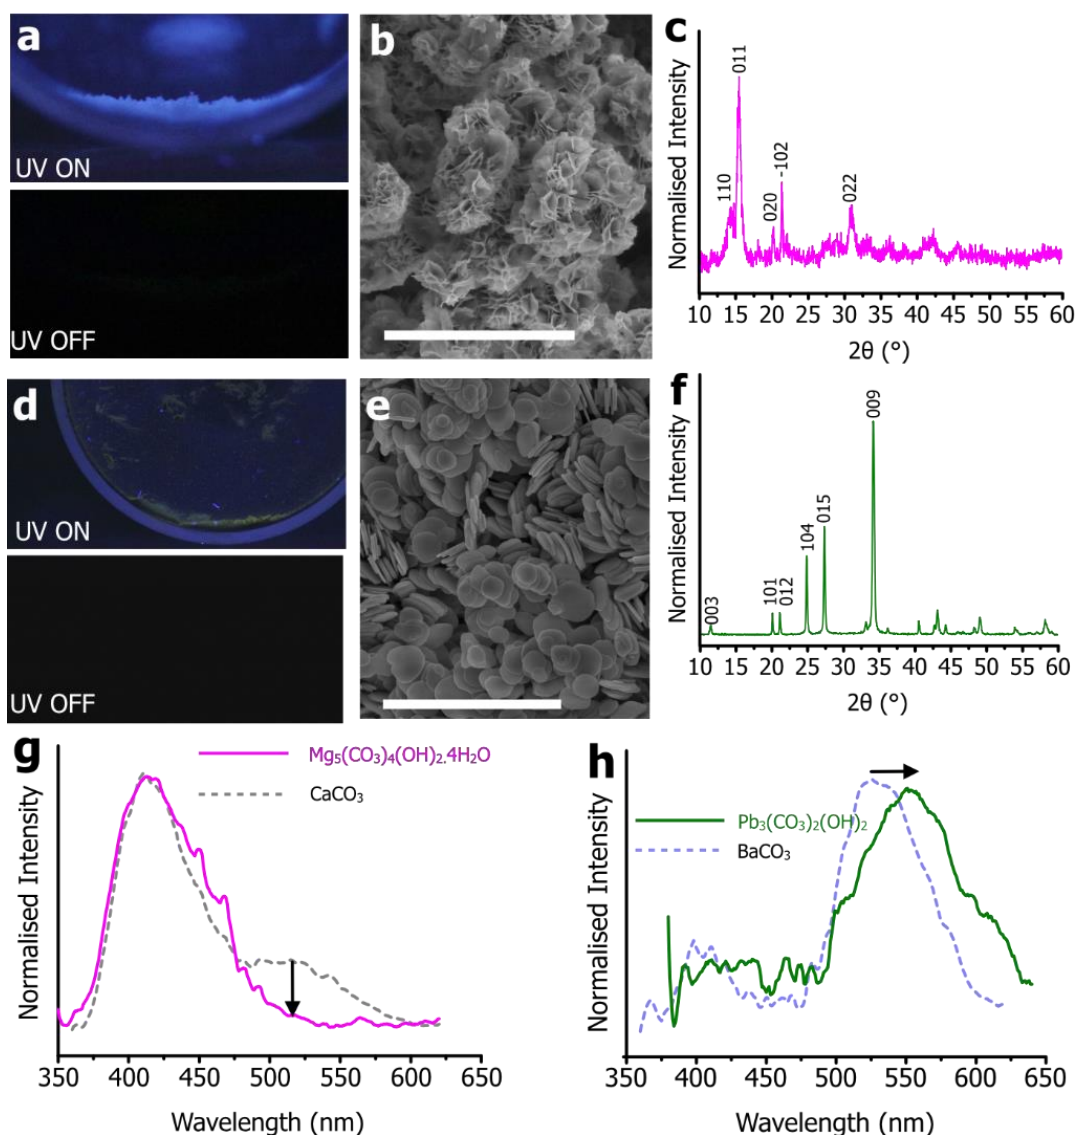 a
UV ON
UV OFF
b
c
Normalised Intensity
110
011
020
-102
022
10 15 20 25 30 35 40 45 50 55 60
2θ (°)
d
UV ON
UV OFF
e
f
Normalised Intensity
003
101
012
104
015
009
10 15 20 25 30 35 40 45 50 55 60
2θ (°)
g
Mg₅(CO₃)₄(OH)₂.4H₂O
CaCO₃
Normalised Intensity
350 400 450 500 550 600 650
Wavelength (nm)
h
Pb₃(CO₃)₂(OH)₂
BaCO₃
Normalised Intensity
350 400 450 500 550 600 650
Wavelength (nm)